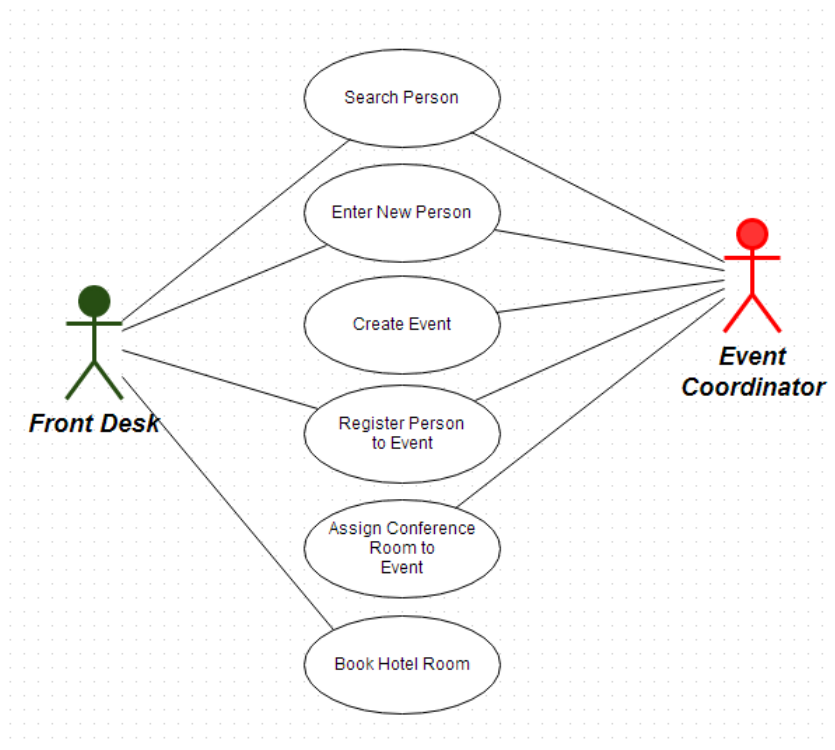 Search Person
Enter New Person
Create Event
Event
Coordinator
Front Desk
Register Person
to Event
Assign Conference
Room to
Event
Book Hotel Room